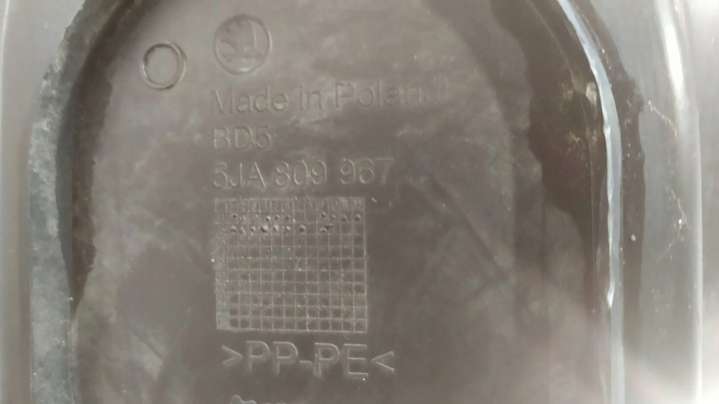 Made in Poland
BD5
5JA 809 967
>PP-PE<